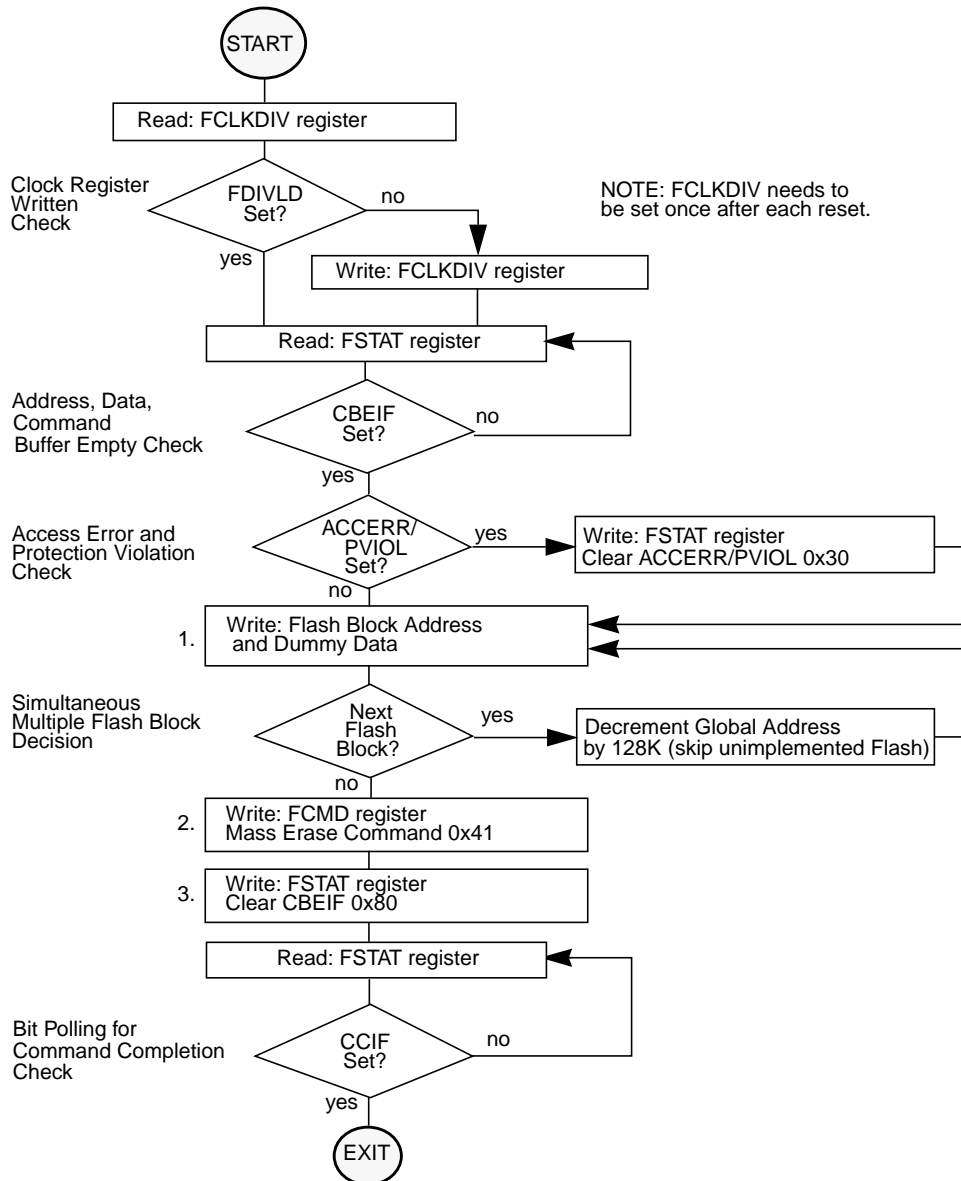 START
Read: FCLKDIV register
Clock Register
Written
Check
FDIVLD
Set?
no
yes
NOTE: FCLKDIV needs to
be set once after each reset.
Write: FCLKDIV register
Read: FSTAT register
Address, Data,
Command
Buffer Empty Check
CBEIF
Set?
no
yes
Access Error and
Protection Violation
Check
ACCERR/
PVIOL
Set?
yes
no
Write: FSTAT register
Clear ACCERR/PVIOL 0x30
1.
Write: Flash Block Address
and Dummy Data
Simultaneous
Multiple Flash Block
Decision
Next
Flash
Block?
yes
no
Decrement Global Address
by 128K (skip unimplemented Flash)
2.
Write: FCMD register
Mass Erase Command 0x41
3.
Write: FSTAT register
Clear CBEIF 0x80
Read: FSTAT register
Bit Polling for
Command Completion
Check
CCIF
Set?
no
yes
EXIT